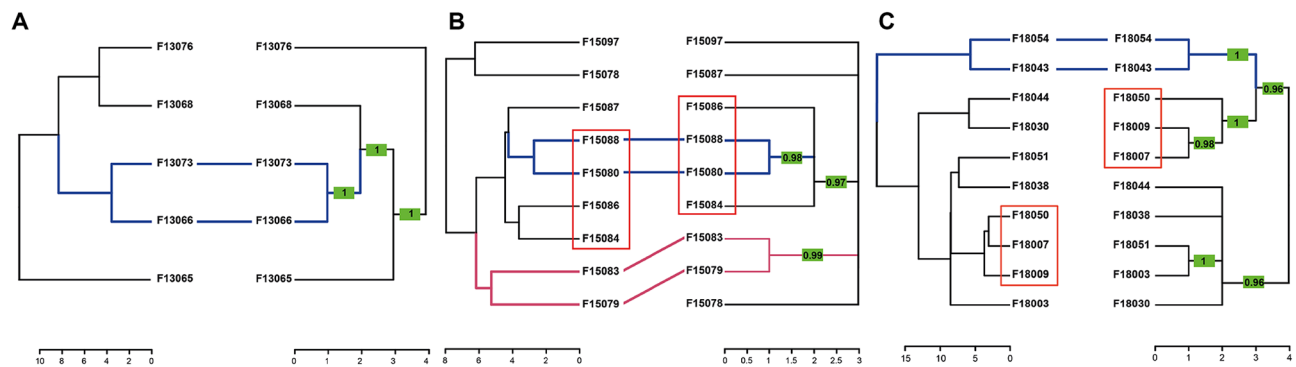 A
F13076 F13076
F13068 F13068
1
F13073 F13073
1
1
F13066 F13066
F13065 F13065
10 8 6 4 2 0
0 1 2 3 4
B
F15097 F15097
F15078 F15087
F15087 F15086
F15088 F15088
0.98
F15080 F15080
0.97
F15086 F15084
F15084 F15083
0.99
F15083 F15079
F15079 F15078
8 6 4 2 0
0 0.5 1 1.5 2 2.5 3
C
F18054 F18054
1
F18043 F18043
0.96
F18044 F18050
1
F18030 F18009
0.98
F18051 F18007
F18038 F18044
F18050 F18038
F18007 F18051
1
F18009 F18003
0.96
F18003 F18030
15 10 5 0
0 1 2 3 4